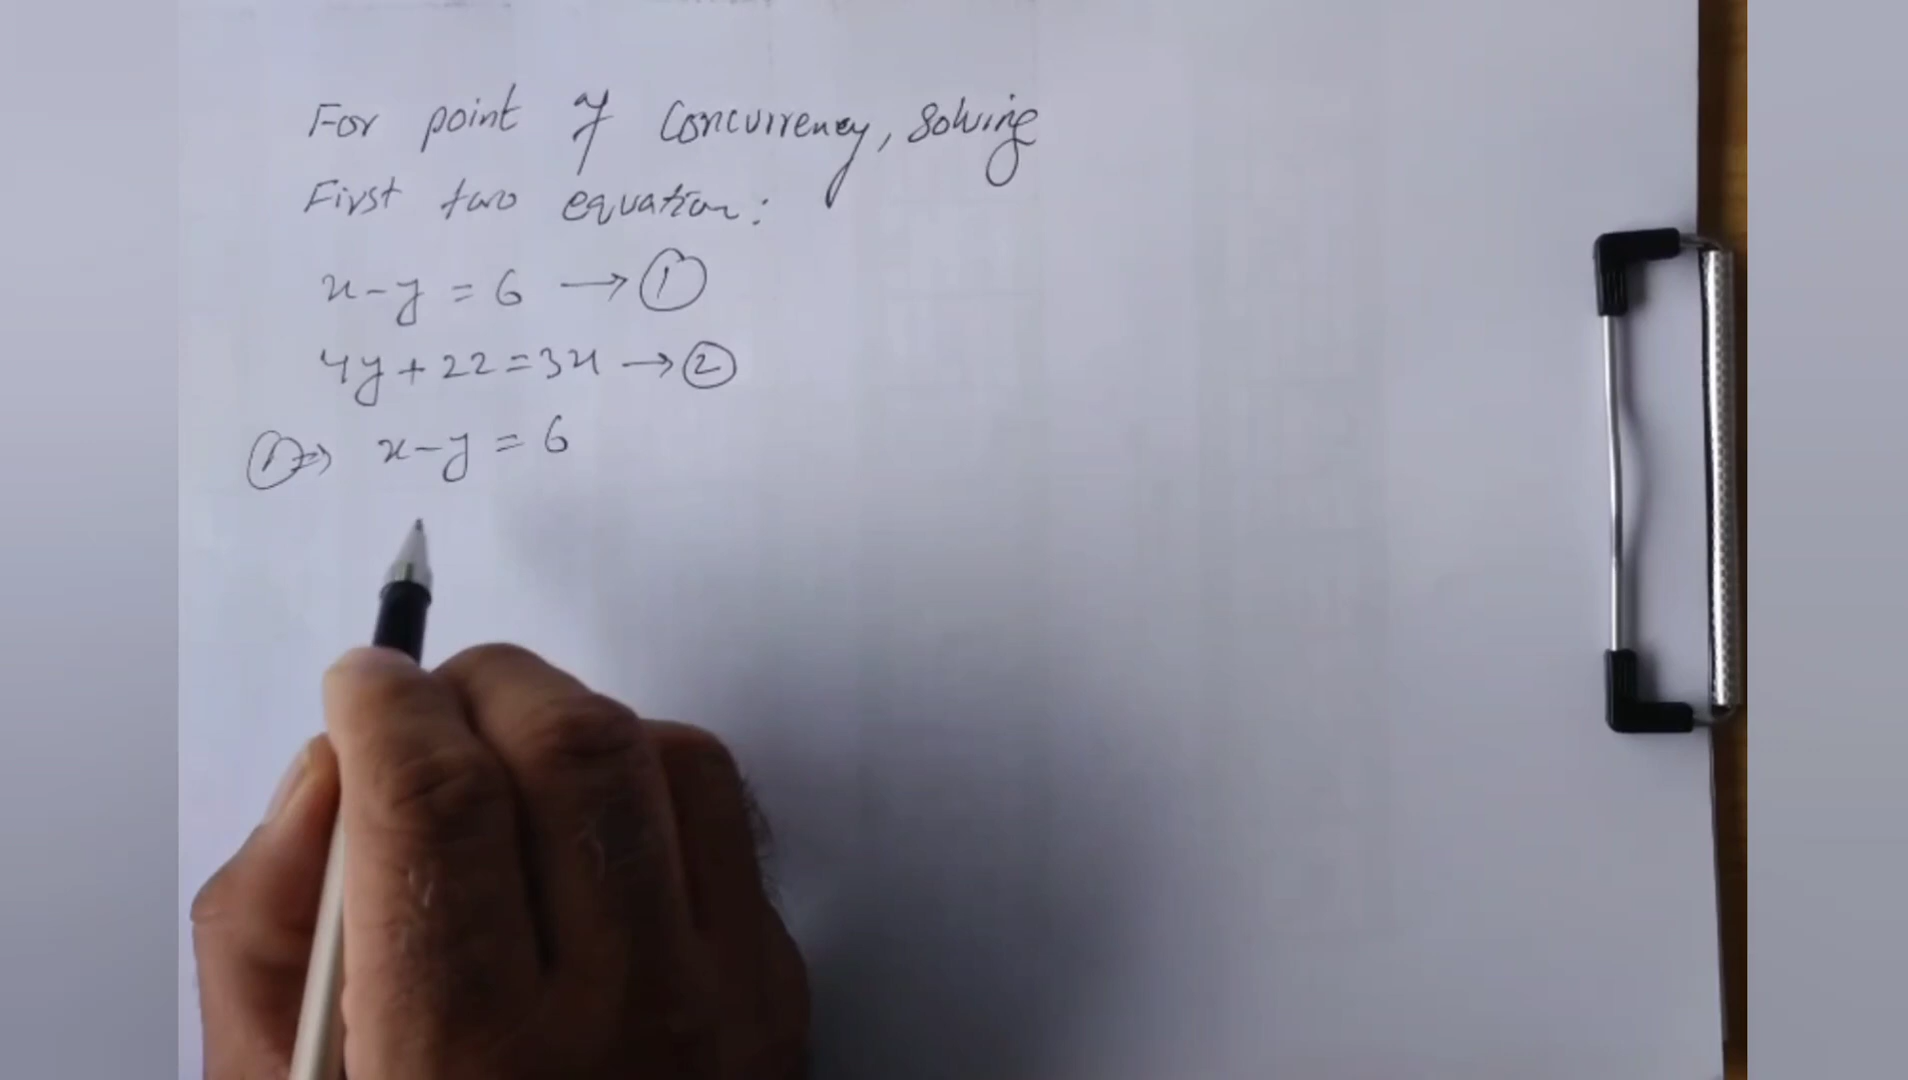 For point of concurrency, solving
First two equation:
x-y = 6 → ①
4y+22=3x → ②
①⇒ x-y = 6